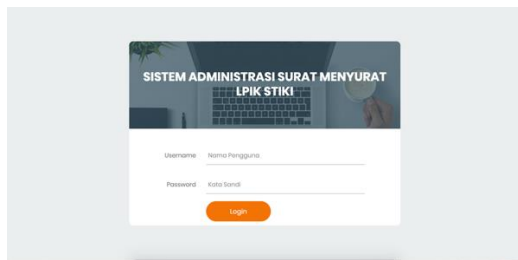 SISTEM ADMINISTRASI SURAT MENYURAT
LPIK STIKI
Username Nama Pengguna
Password Kata Sandi
Login